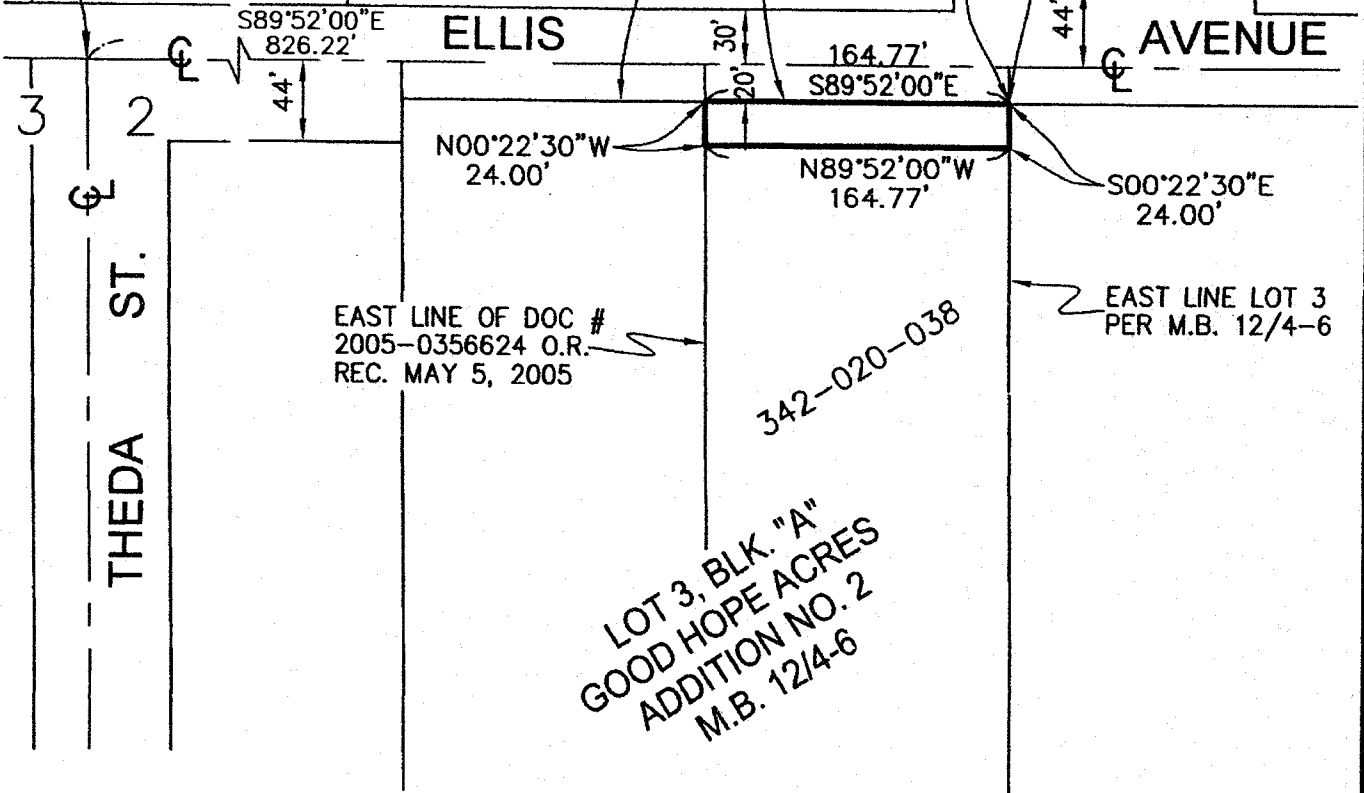 S89°52'00"E
826.22'
ELLIS
30'
164.77'
44'
AVENUE
℄
℄
44'
20'
S89°52'00"E
3
2
N00°22'30"W
24.00'
N89°52'00"W
164.77'
S00°22'30"E
24.00'
℄
THEDA ST.
EAST LINE OF DOC #
2005-0356624 O.R.
REC. MAY 5, 2005
342-020-038
EAST LINE LOT 3
PER M.B. 12/4-6
LOT 3, BLK. "A"
GOOD HOPE ACRES
ADDITION NO. 2
M.B. 12/4-6